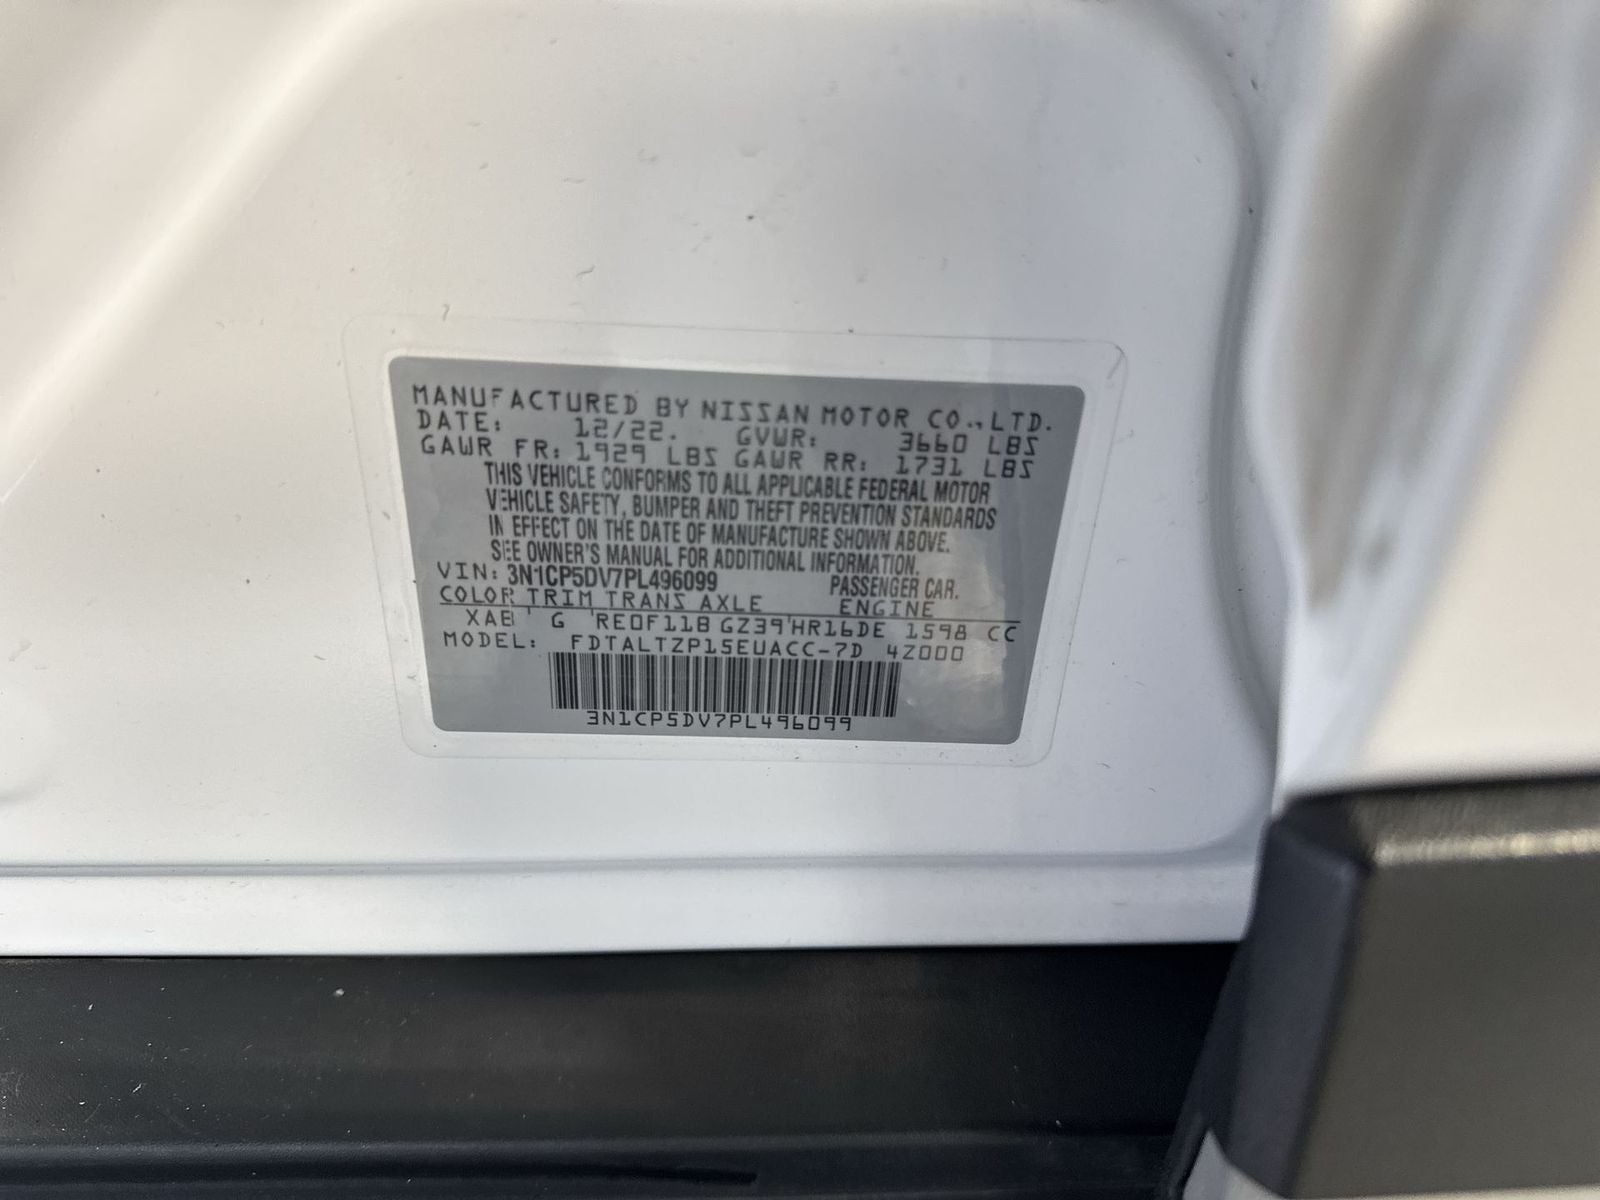 MANUFACTURED BY NISSAN MOTOR CO.,LTD.
DATE: 12/22. GVWR: 3660 LBS
GAWR FR: 1929 LBS GAWR RR: 1731 LBS
THIS VEHICLE CONFORMS TO ALL APPLICABLE FEDERAL MOTOR
VEHICLE SAFETY, BUMPER AND THEFT PREVENTION STANDARDS
IN EFFECT ON THE DATE OF MANUFACTURE SHOWN ABOVE.
SEE OWNER'S MANUAL FOR ADDITIONAL INFORMATION.
VIN: 3N1CP5DV7PL496099 PASSENGER CAR.
COLOR TRIM TRANS AXLE ENGINE
XAB G RE0F11B GZ39 HR16DE 1598 CC
MODEL: FDTALTZP15EUACC-7D 4Z000
3N1CP5DV7PL496099